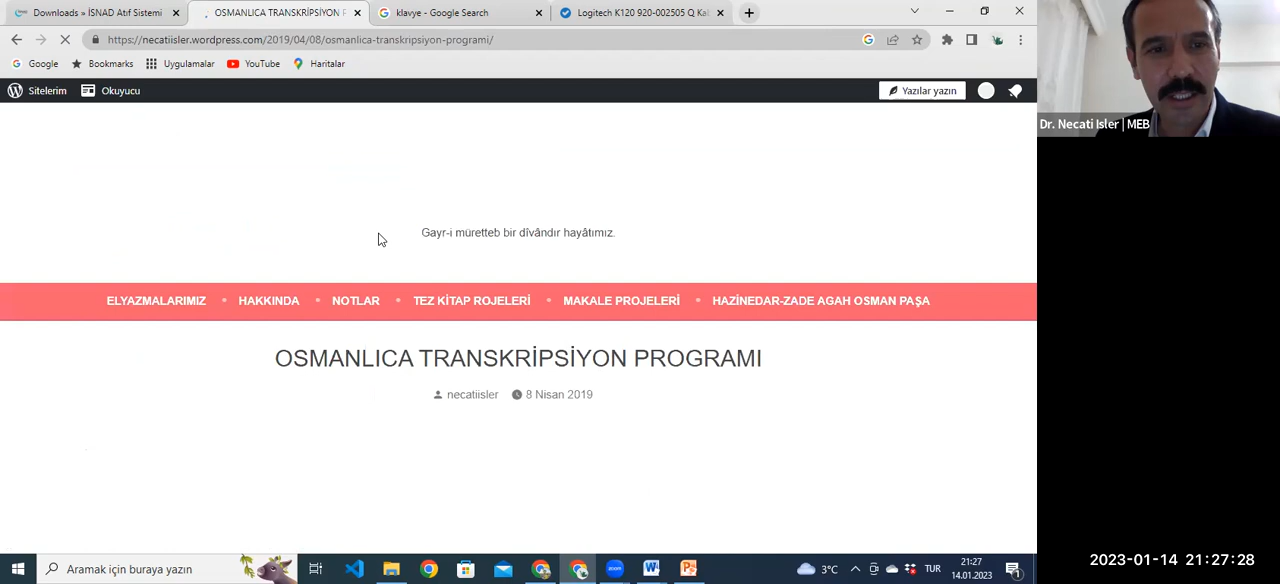 Downloads » İSNAD Atıf Sistemi
OSMANLICA TRANSKRİPSİYON P
klavye - Google Search
Logitech K120 920-002505 Q Kal
https://necatiisler.wordpress.com/2019/04/08/osmanlica-transkripsiyon-programi/
Google
Bookmarks
Uygulamalar
YouTube
Haritalar
Sitelerim
Okuyucu
Yazılar yazın
Dr. Necati Isler | MEB
Gayr-i müretteb bir dîvândır hayâtımız.
ELYAZMALARIMIZ
HAKKINDA
NOTLAR
TEZ KİTAP ROJELERİ
MAKALE PROJELERİ
HAZİNEDAR-ZADE AGAH OSMAN PAŞA
OSMANLICA TRANSKRİPSİYON PROGRAMI
necatiisler
8 Nisan 2019
Aramak için buraya yazın
3°C
TUR
21:27
14.01.2023
1
2023-01-14 21:27:28